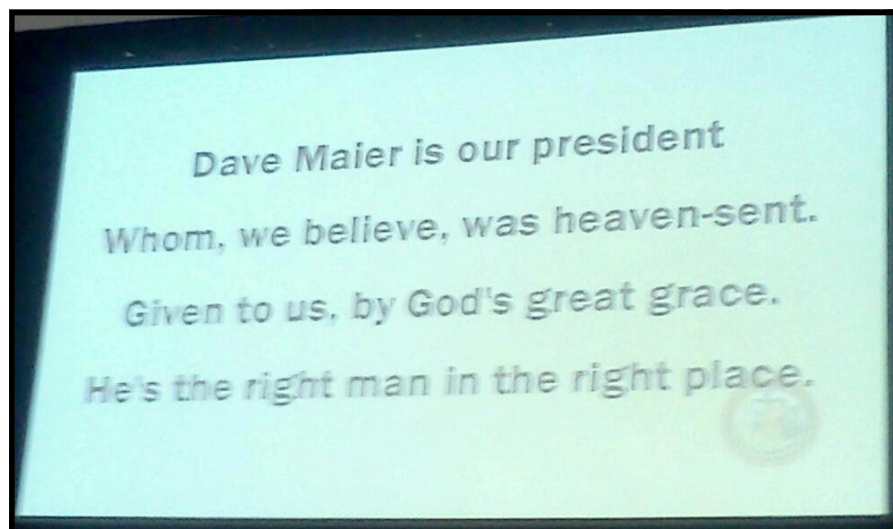 Dave Maier is our president
Whom, we believe, was heaven-sent.
Given to us, by God's great grace.
He's the right man in the right place.